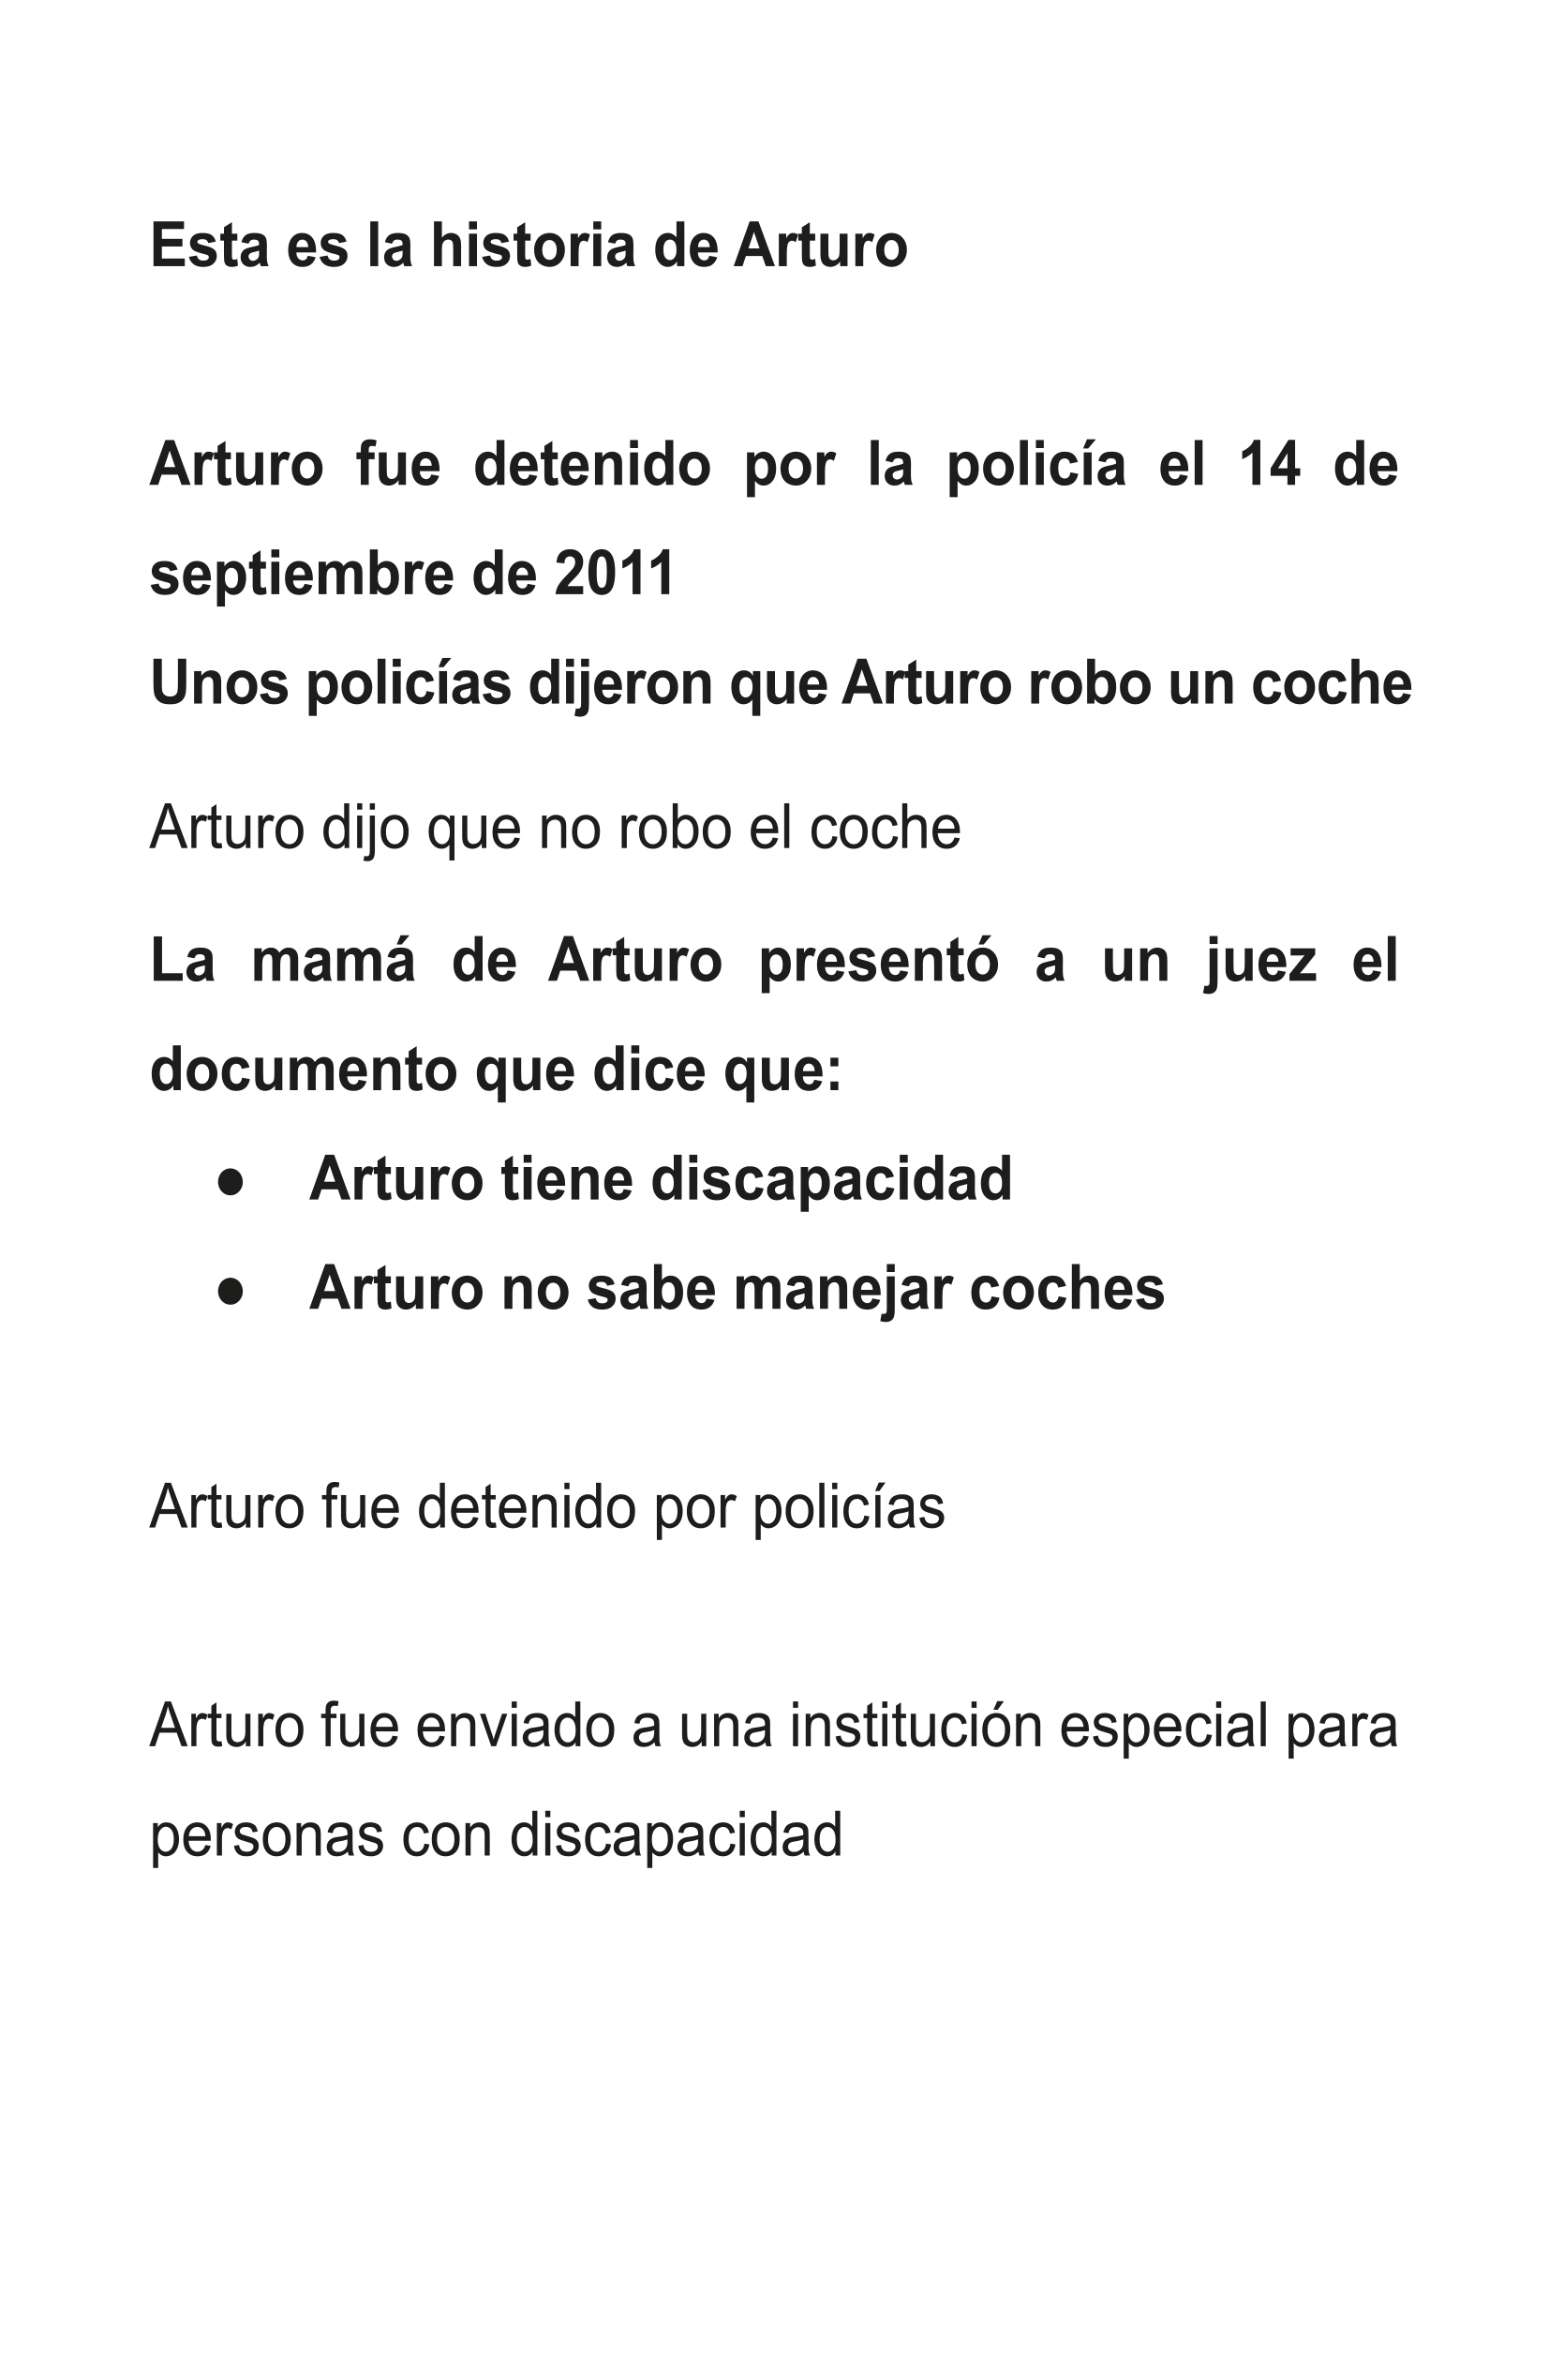 Esta es la historia de Arturo
Arturo fue detenido por la policía el 14 de
septiembre de 2011
Unos policías dijeron que Arturo robo un coche
Arturo dijo que no robo el coche
La mamá de Arturo presentó a un juez el
documento que dice que:
● Arturo tiene discapacidad
● Arturo no sabe manejar coches
Arturo fue detenido por policías
Arturo fue enviado a una institución especial para
personas con discapacidad